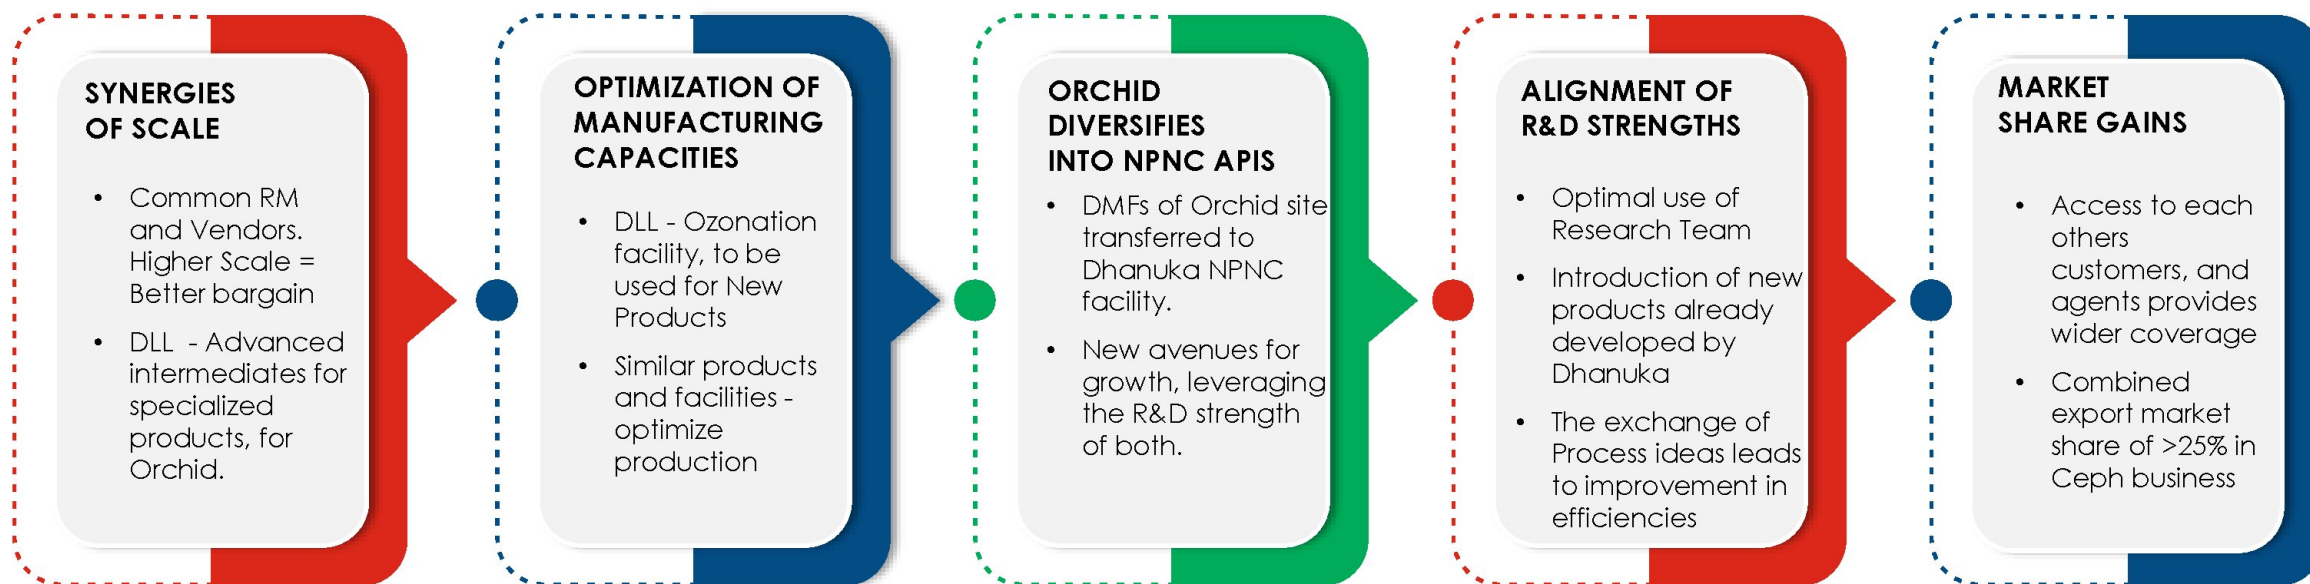 SYNERGIES
OF SCALE
• Common RM
and Vendors.
Higher Scale =
Better bargain
• DLL - Advanced
intermediates for
specialized
products, for
Orchid.
OPTIMIZATION OF
MANUFACTURING
CAPACITIES
• DLL - Ozonation
facility, to be
used for New
Products
• Similar products
and facilities -
optimize
production
ORCHID
DIVERSIFIES
INTO NPNC APIS
• DMFs of Orchid site
transferred to
Dhanuka NPNC
facility.
• New avenues for
growth, leveraging
the R&D strength
of both.
ALIGNMENT OF
R&D STRENGTHS
• Optimal use of
Research Team
• Introduction of new
products already
developed by
Dhanuka
• The exchange of
Process ideas leads
to improvement in
efficiencies
MARKET
SHARE GAINS
• Access to each
others
customers, and
agents provides
wider coverage
• Combined
export market
share of >25% in
Ceph business